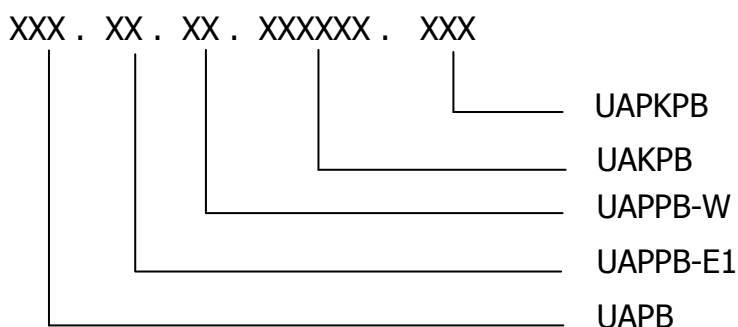 XXX . XX . XX . XXXXXX . XXX
UAPKPB
UAKPB
UAPPB-W
UAPPB-E1
UAPB